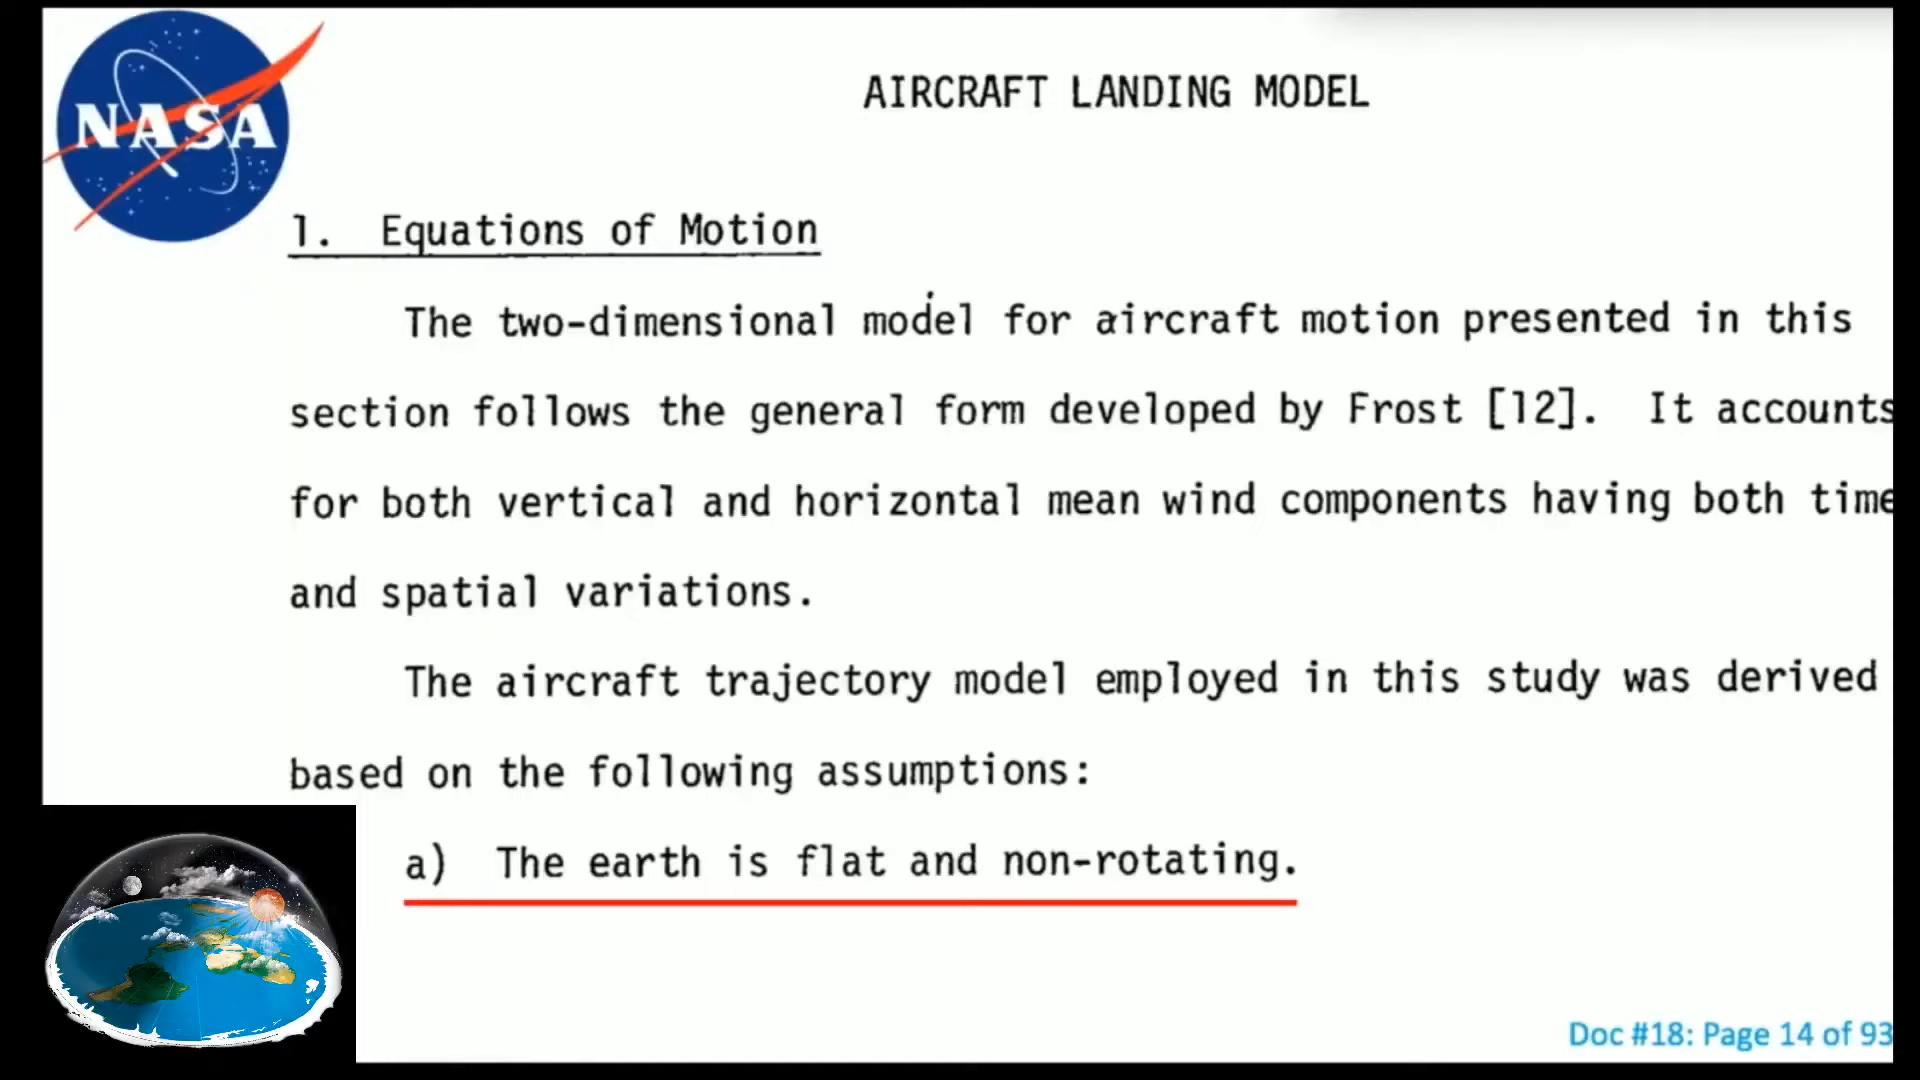 NASA
AIRCRAFT LANDING MODEL
1. Equations of Motion
The two-dimensional model for aircraft motion presented in this
section follows the general form developed by Frost [12]. It accounts
for both vertical and horizontal mean wind components having both time
and spatial variations.
The aircraft trajectory model employed in this study was derived
based on the following assumptions:
a) The earth is flat and non-rotating.
Doc #18: Page 14 of 93